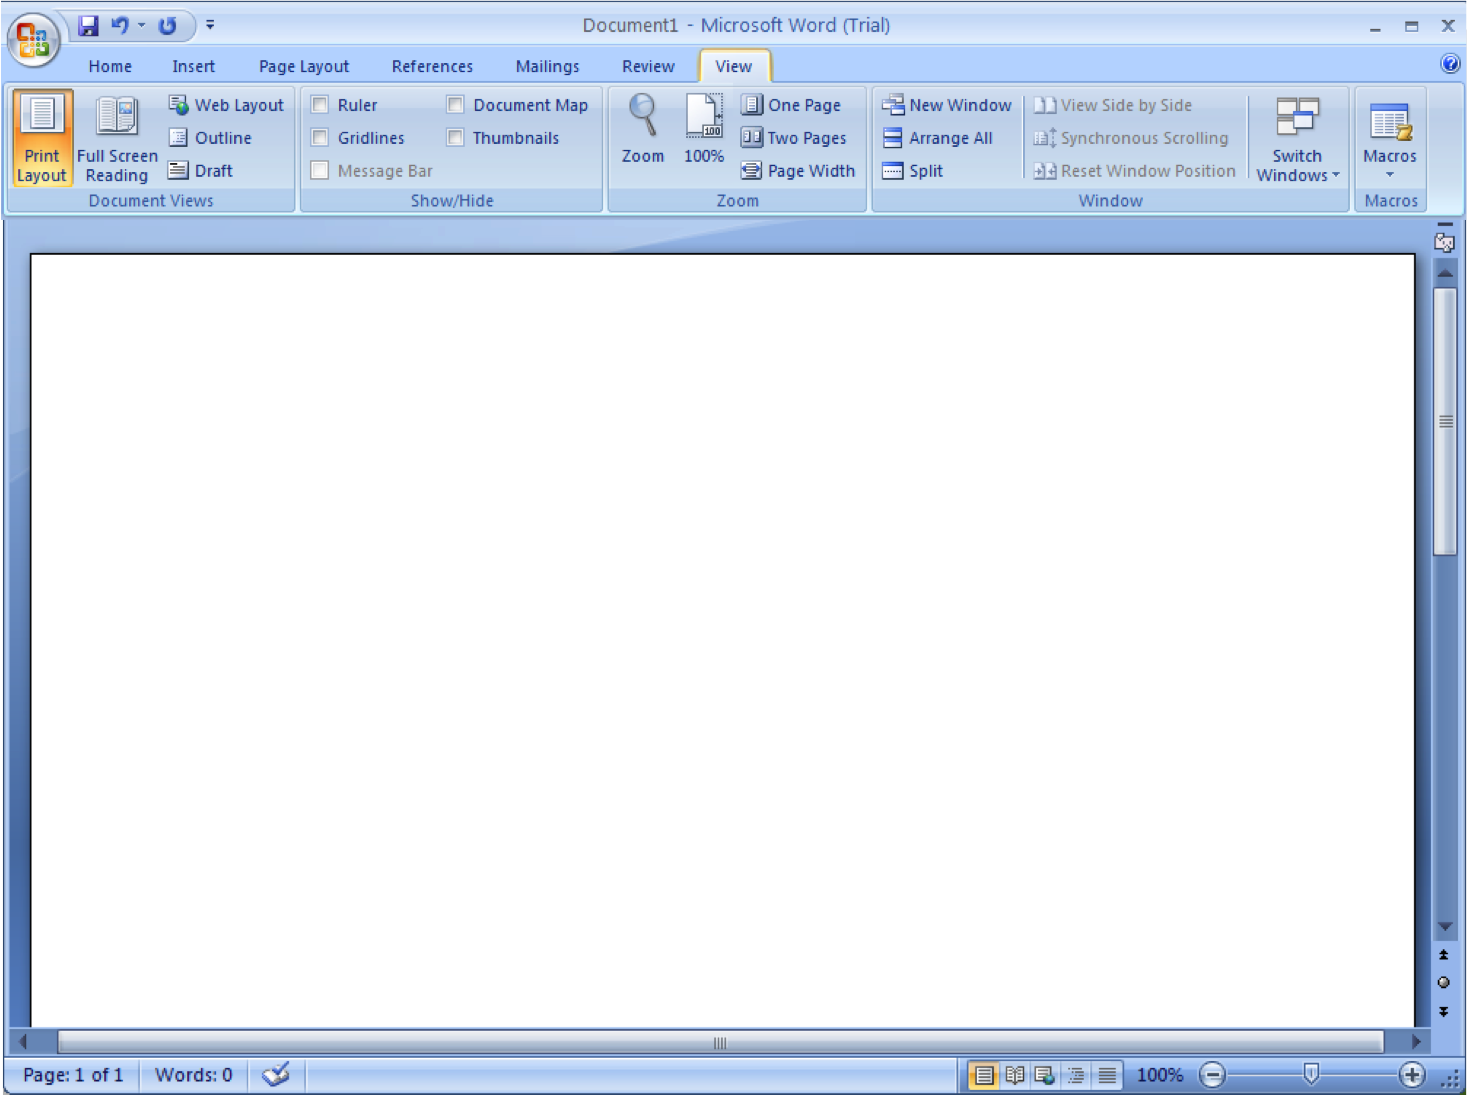 Document1 - Microsoft Word (Trial)
Home Insert Page Layout References Mailings Review View
Print Layout
Full Screen Reading
Web Layout
Outline
Draft
Document Views
Ruler
Gridlines
Message Bar
Document Map
Thumbnails
Show/Hide
Zoom
100
100%
One Page
Two Pages
Page Width
Zoom
New Window
Arrange All
Split
View Side by Side
Synchronous Scrolling
Reset Window Position
Switch Windows
Window
Macros
Macros
Page: 1 of 1 Words: 0 100%